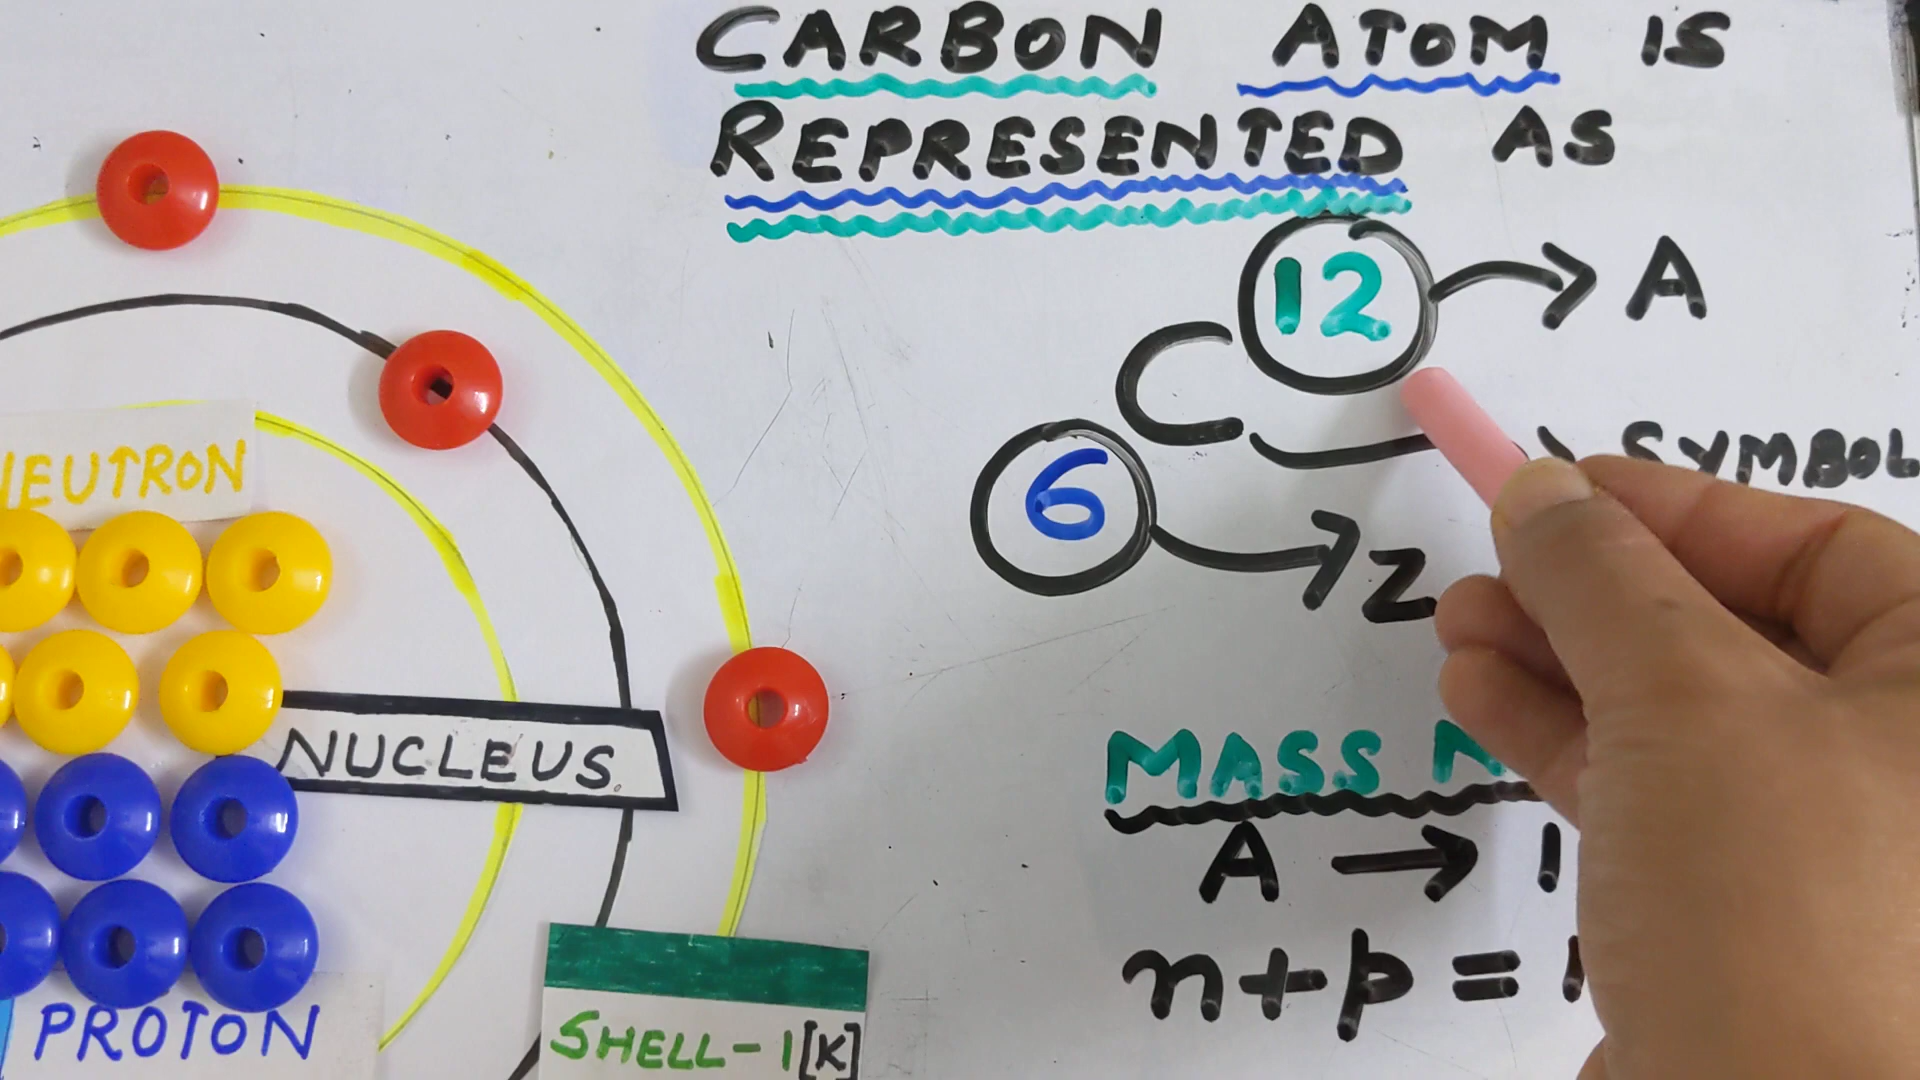 CARBON ATOM IS
REPRESENTED AS
12 → A
C → SYMBOL
6 → Z
NEUTRON
NUCLEUS.
MASS
A →
n+p =
PROTON
SHELL-1[K]